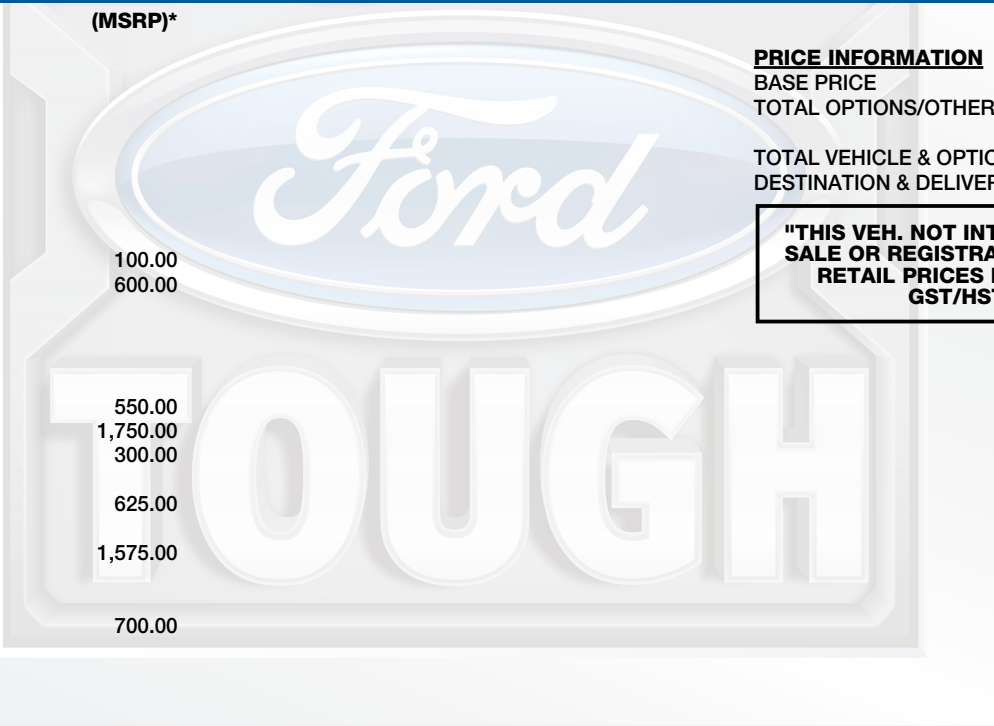 (MSRP)*
Ford
TOUGH
100.00
600.00
550.00
1,750.00
300.00
625.00
1,575.00
700.00
PRICE INFORMATION
BASE PRICE
TOTAL OPTIONS/OTHER
TOTAL VEHICLE & OPTIO
DESTINATION & DELIVER
"THIS VEH. NOT INT
SALE OR REGISTRA
RETAIL PRICES
GST/HST